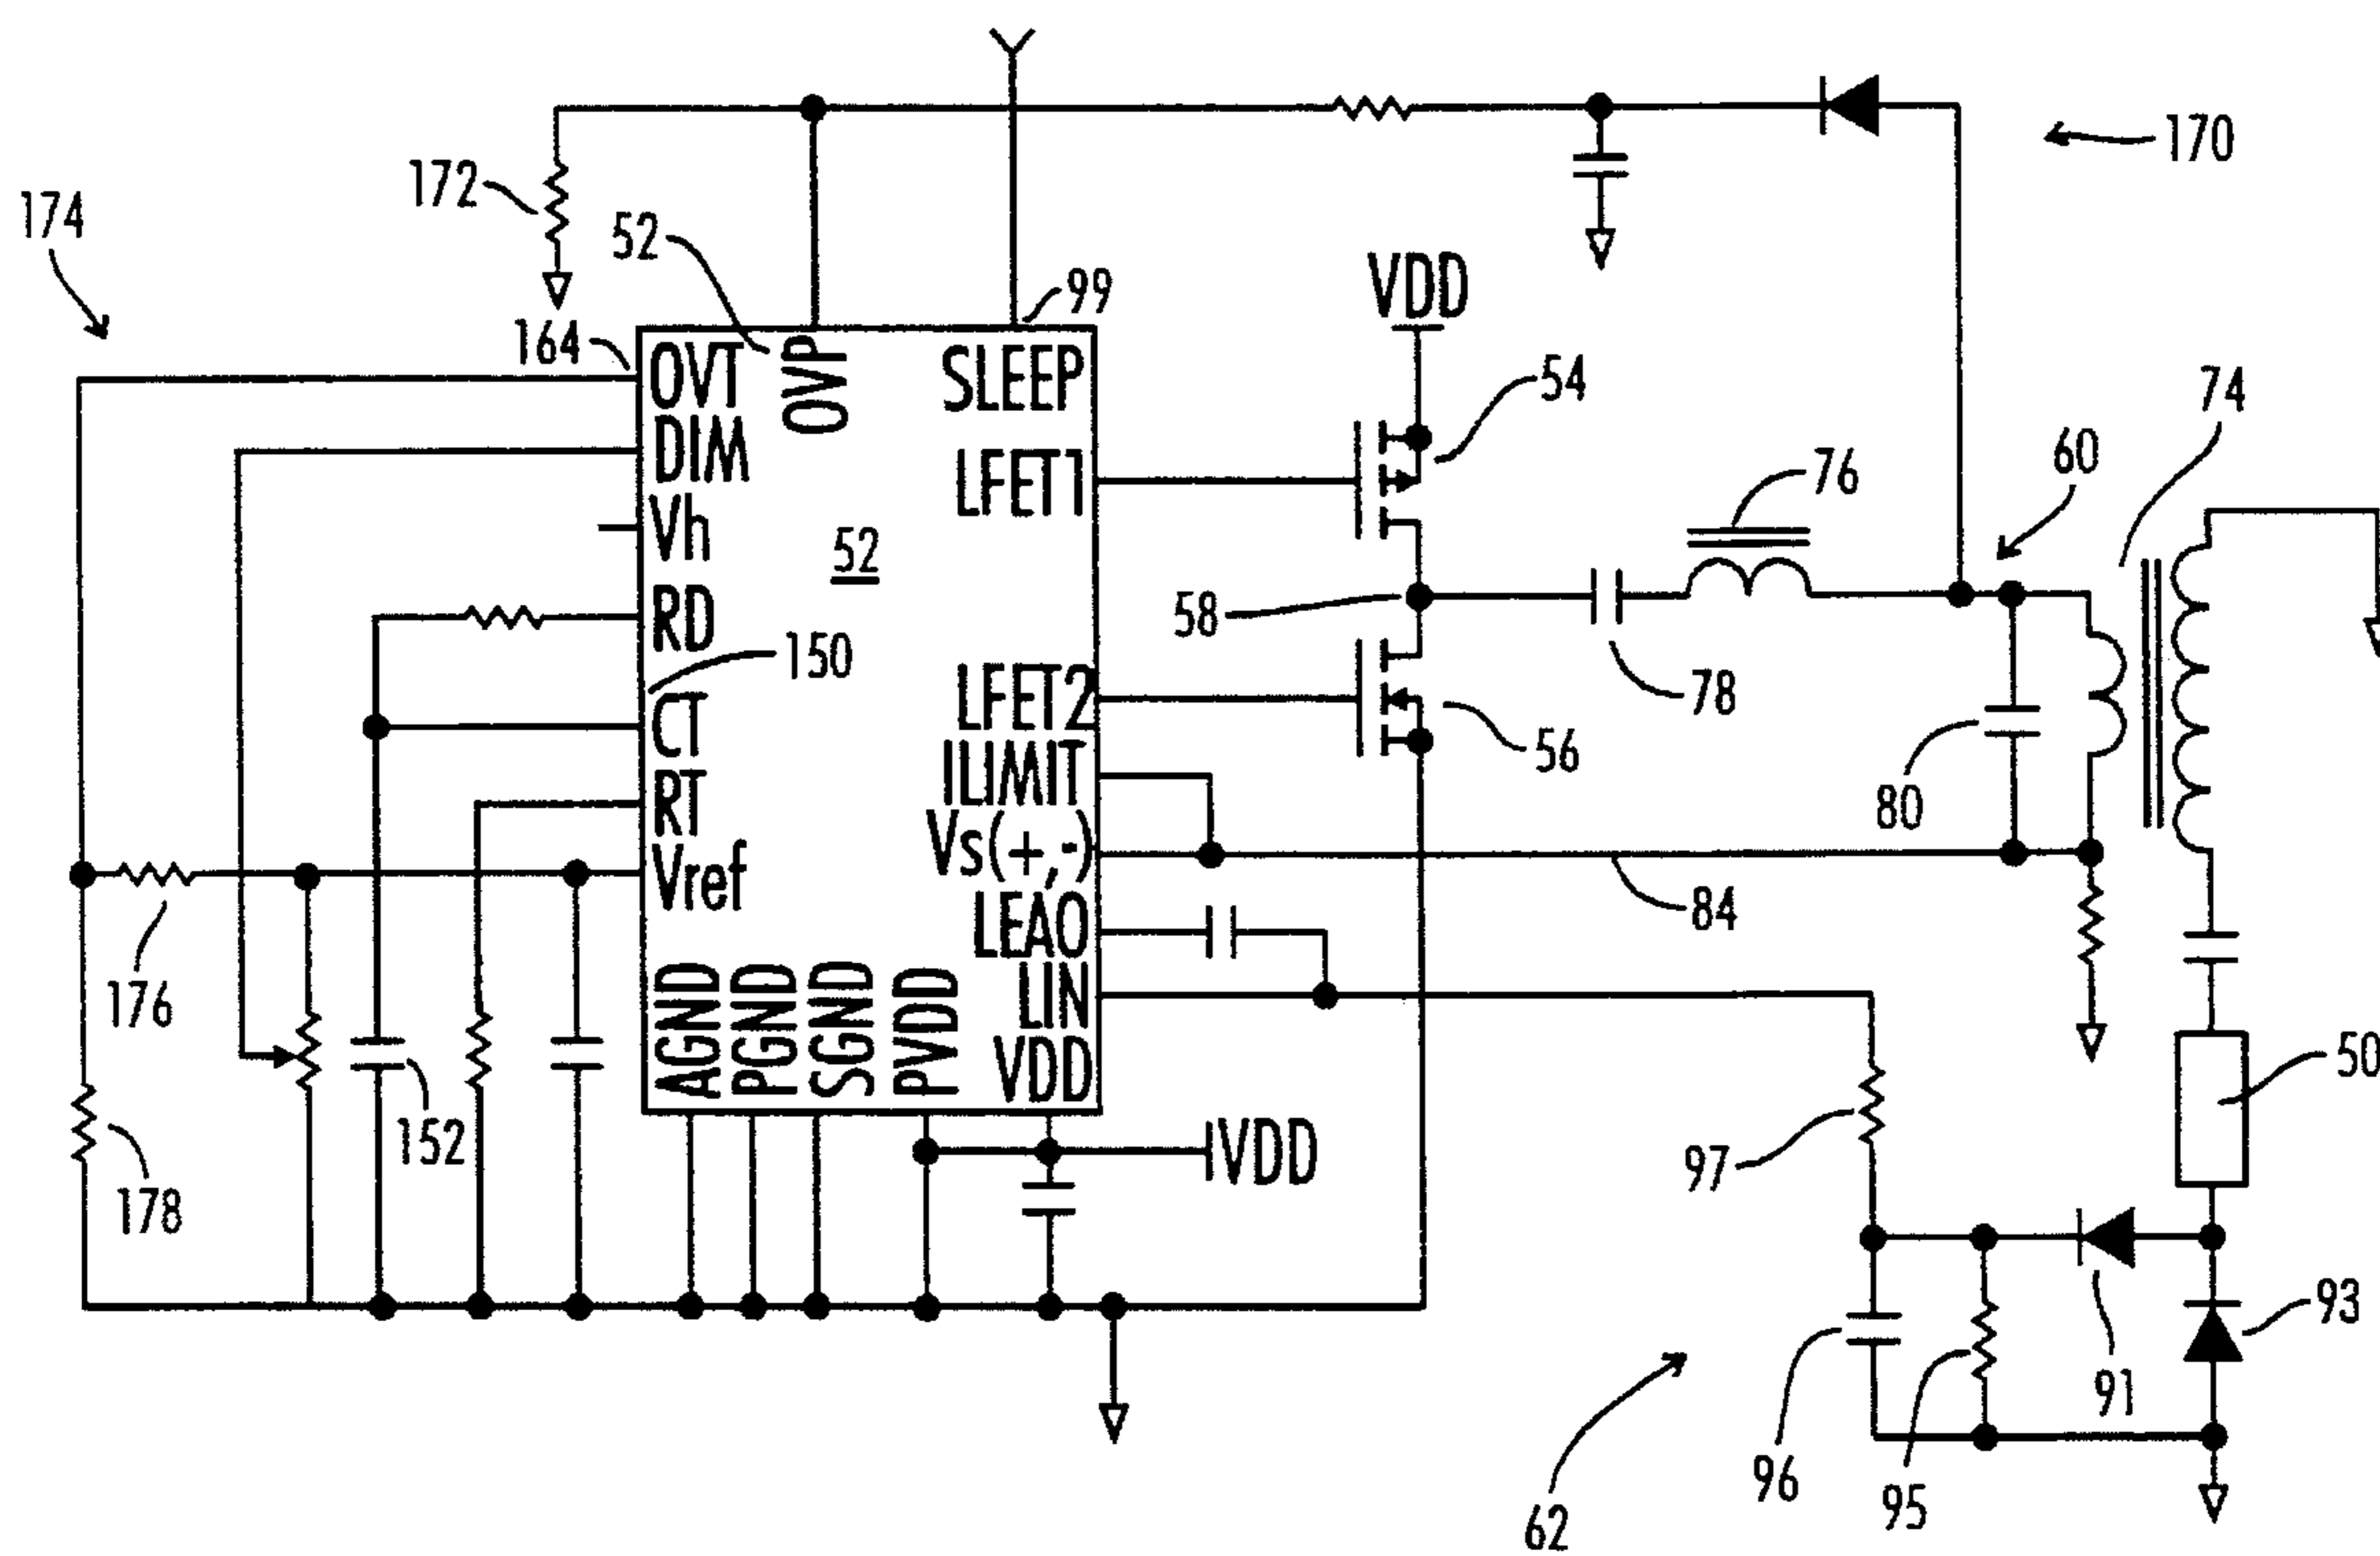 170
172
174
52
99
VDD
164
OVT
OVP
SLEEP
54
74
DIM
LFET1
60
76
Vh
52
RD
58
150
78
LFET2
CT
56
ILIMIT
80
RT
Vs(+,-)
Vref
84
LEAO
176
LIN
AGND
PGND
SGND
PVDD
VDD
50
152
VDD
97
178
93
91
96
95
62